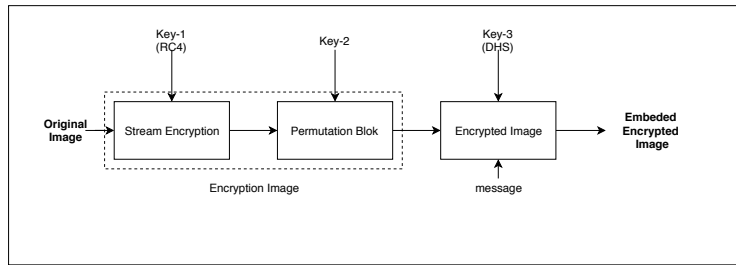 Key-1
(RC4)
Key-2
Key-3
(DHS)
Original
Image
Stream Encryption
Permutation Blok
Encrypted Image
Embeded
Encrypted
Image
Encryption Image
message